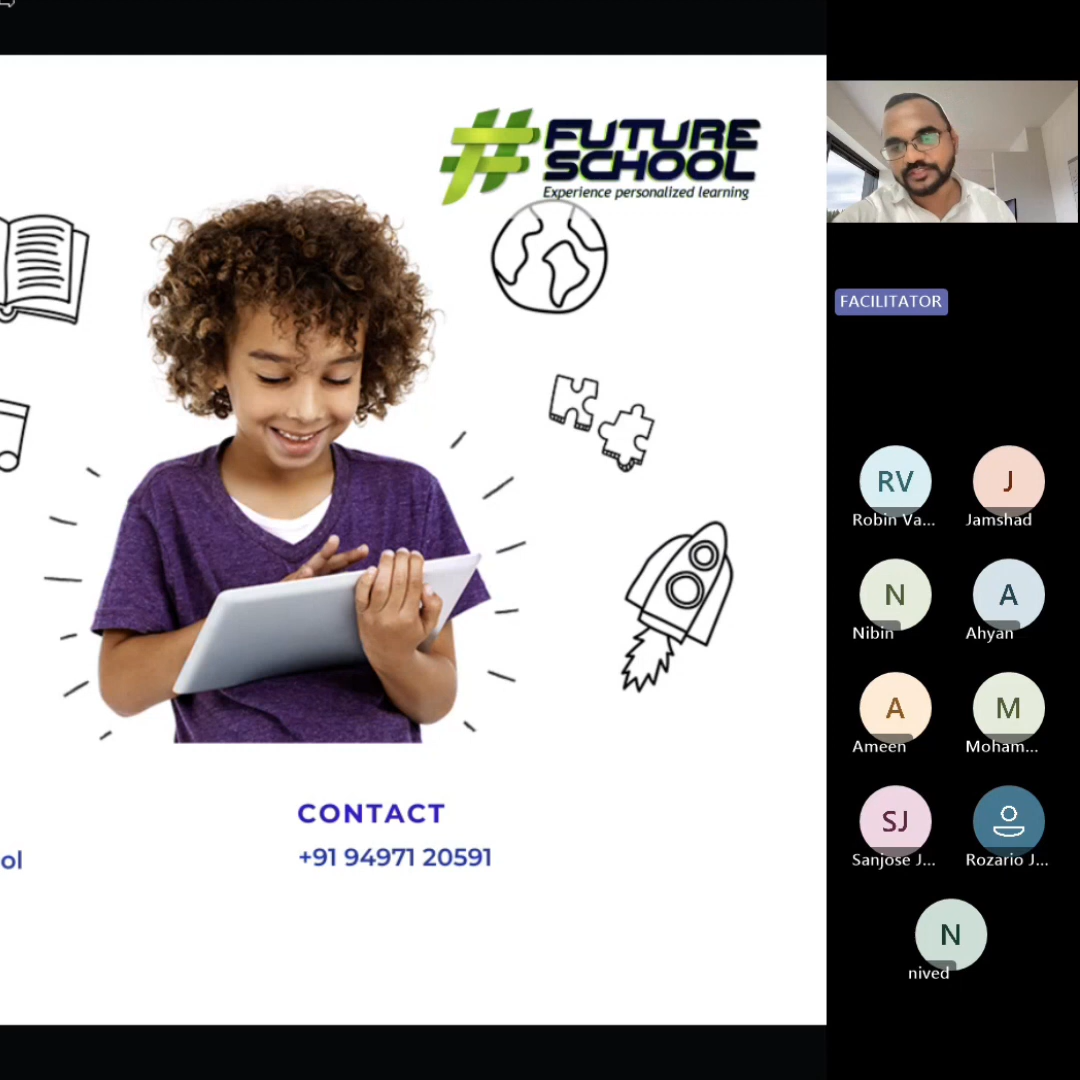 FUTURE
SCHOOL
Experience personalized learning
CONTACT
+91 94971 20591
ol
FACILITATOR
RV
Robin Va...
J
Jamshad
N
Nibin
A
Ahyan
A
Ameen
M
Moham...
SJ
Sanjose J...
Rozario J...
N
nived